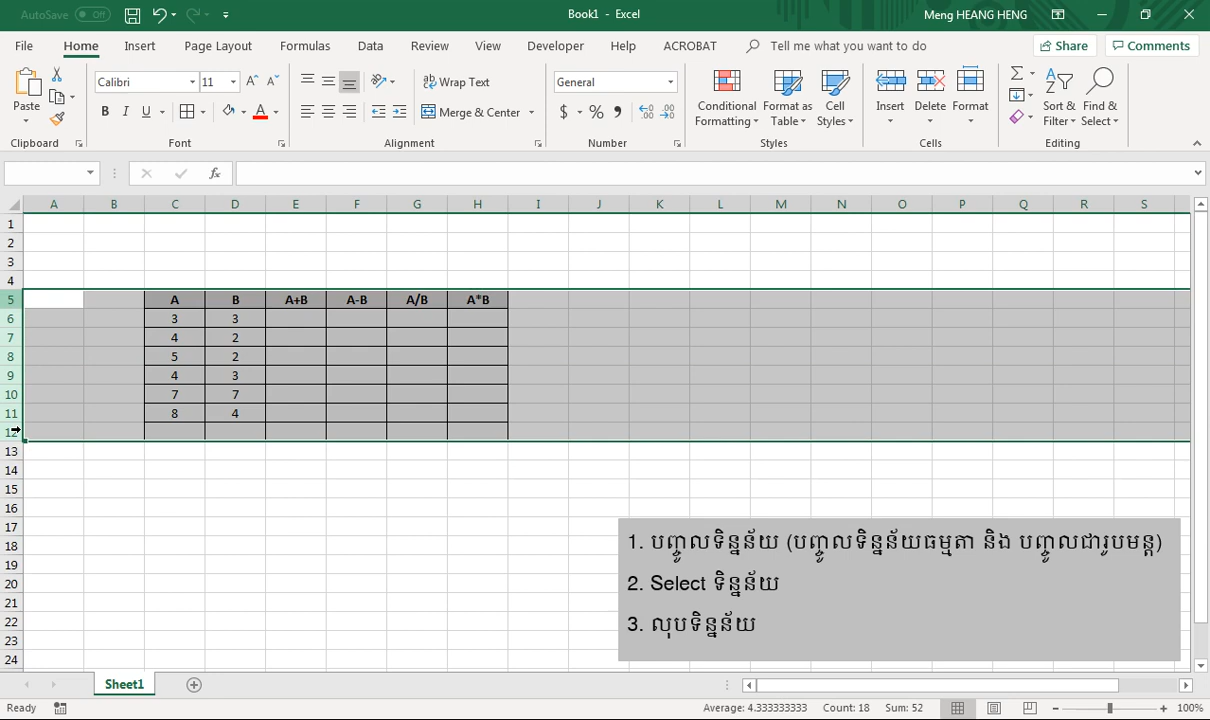 AutoSave Off
Book1 - Excel
Meng HEANG HENG
File Home Insert Page Layout Formulas Data Review View Developer Help ACROBAT Tell me what you want to do Share Comments
Paste
Calibri 11
B I U A
Wrap Text
Merge & Center
General
$ % ,
Conditional Formatting
Format as Table
Cell Styles
Insert Delete Format
Sort & Filter
Find & Select
Clipboard Font Alignment Number Styles Cells Editing
fx
A B C D E F G H I J K L M N O P Q R S
1
2
3
4
5 A B A+B A-B A/B A*B
6 3 3
7 4 2
8 5 2
9 4 3
10 7 7
11 8 4
12
13
14
15
16
17
18
19
20
21
22
23
24
1. បញ្ចូលទិន្នន័យ (បញ្ចូលទិន្នន័យធម្មតា និង បញ្ចូលជារូបមន្ត)
2. Select ទិន្នន័យ
3. លុបទិន្នន័យ
Sheet1
Ready Average: 4.333333333 Count: 18 Sum: 52 100%